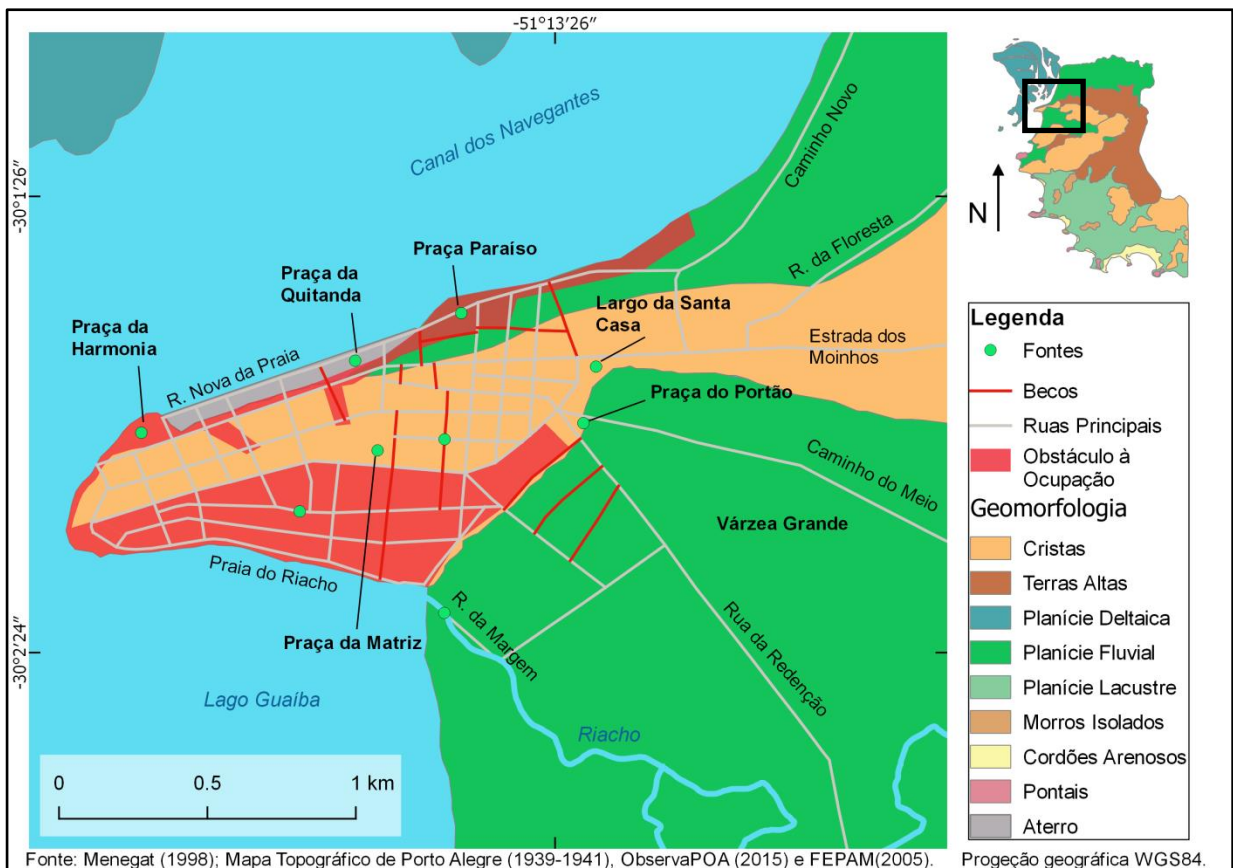 -51°13'26''
-30°1'26''
-30°2'24''
Canal dos Navegantes
Caminho Novo
R. da Floresta
Praça Paraíso
Praça da
Quitanda
Largo da Santa
Casa
Praça da
Harmonia
R. Nova da Praia
Estrada dos
Moinhos
Praça do Portão
Caminho do Meio
Várzea Grande
Praia do Riacho
R. da Margem
Praça da Matriz
Rua da Redenção
Lago Guaíba
Riacho
0 0.5 1 km
N
Legenda
Fontes
Becos
Ruas Principais
Obstáculo à
Ocupação
Geomorfologia
Cristas
Terras Altas
Planície Deltaica
Planície Fluvial
Planície Lacustre
Morros Isolados
Cordões Arenosos
Pontais
Aterro
Fonte: Menegat (1998); Mapa Topográfico de Porto Alegre (1939-1941), ObservaPOA (2015) e FEPAM(2005).
Progeção geográfica WGS84.